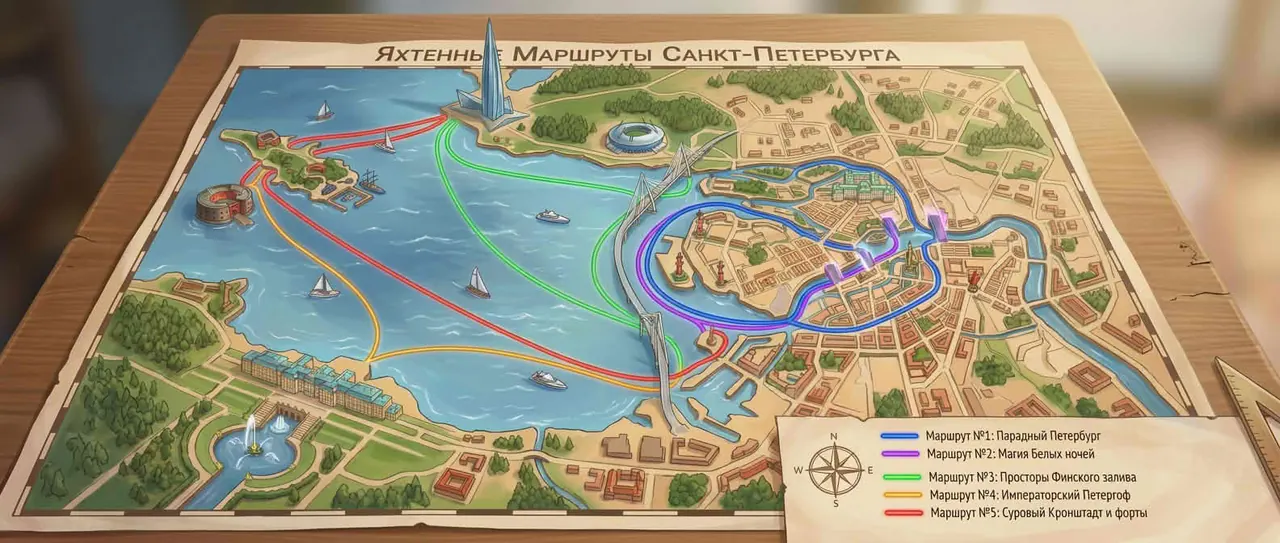 Яхтенные Маршруты Санкт-Петербурга
N
W E
S
Маршрут №1: Парадный Петербург
Маршрут №2: Магия Белых ночей
Маршрут №3: Просторы Финского залива
Маршрут №4: Императорский Петергоф
Маршрут №5: Суровый Кронштадт и форты